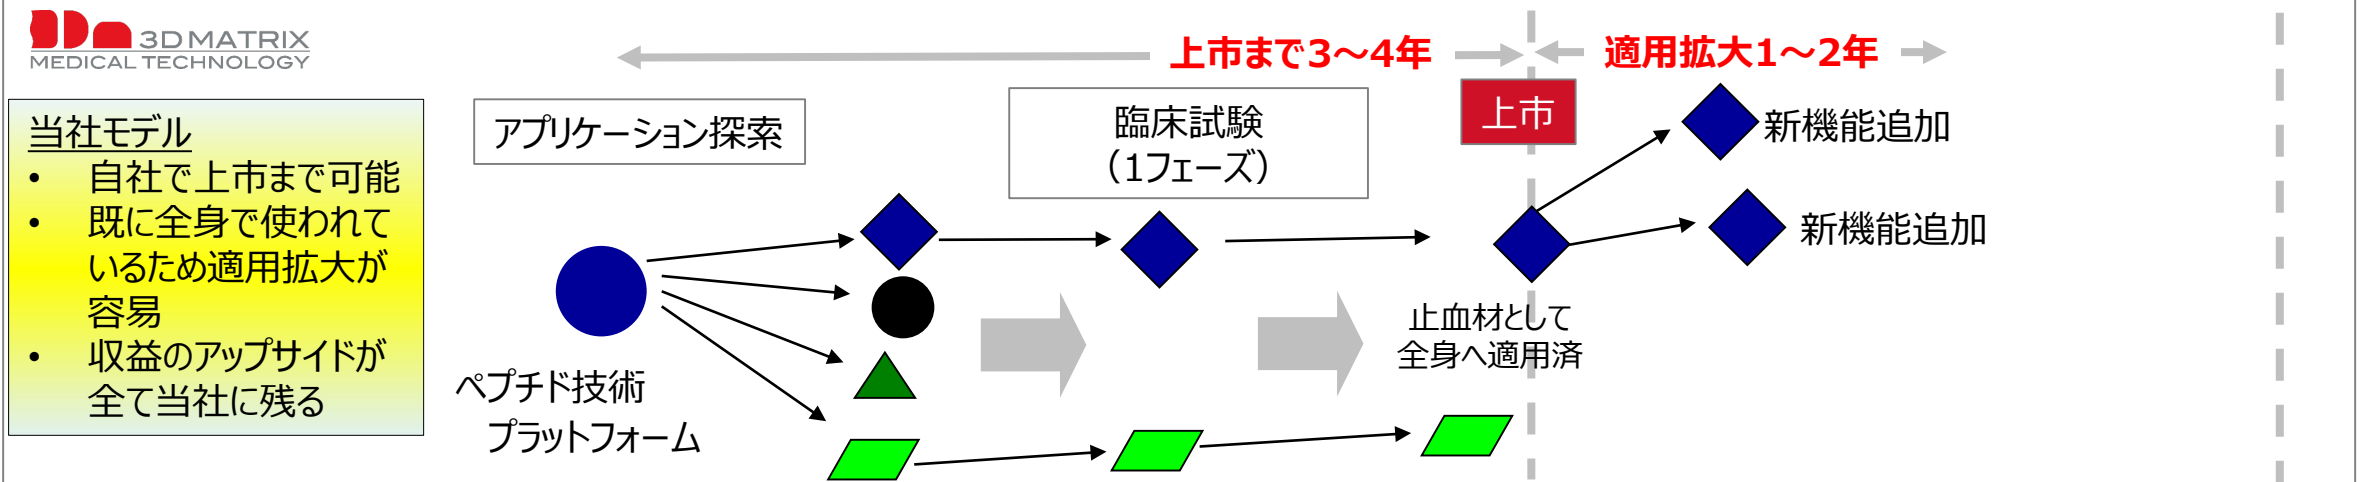 3D MATRIX
MEDICAL TECHNOLOGY
上市まで3～4年
適用拡大1～2年
当社モデル
• 自社で上市まで可能
• 既に全身で使われて
いるため適用拡大が
容易
• 収益のアップサイドが
全て当社に残る
アプリケーション探索
臨床試験
（1フェーズ）
上市
新機能追加
新機能追加
止血材として
全身へ適用済
ペプチド技術
プラットフォーム